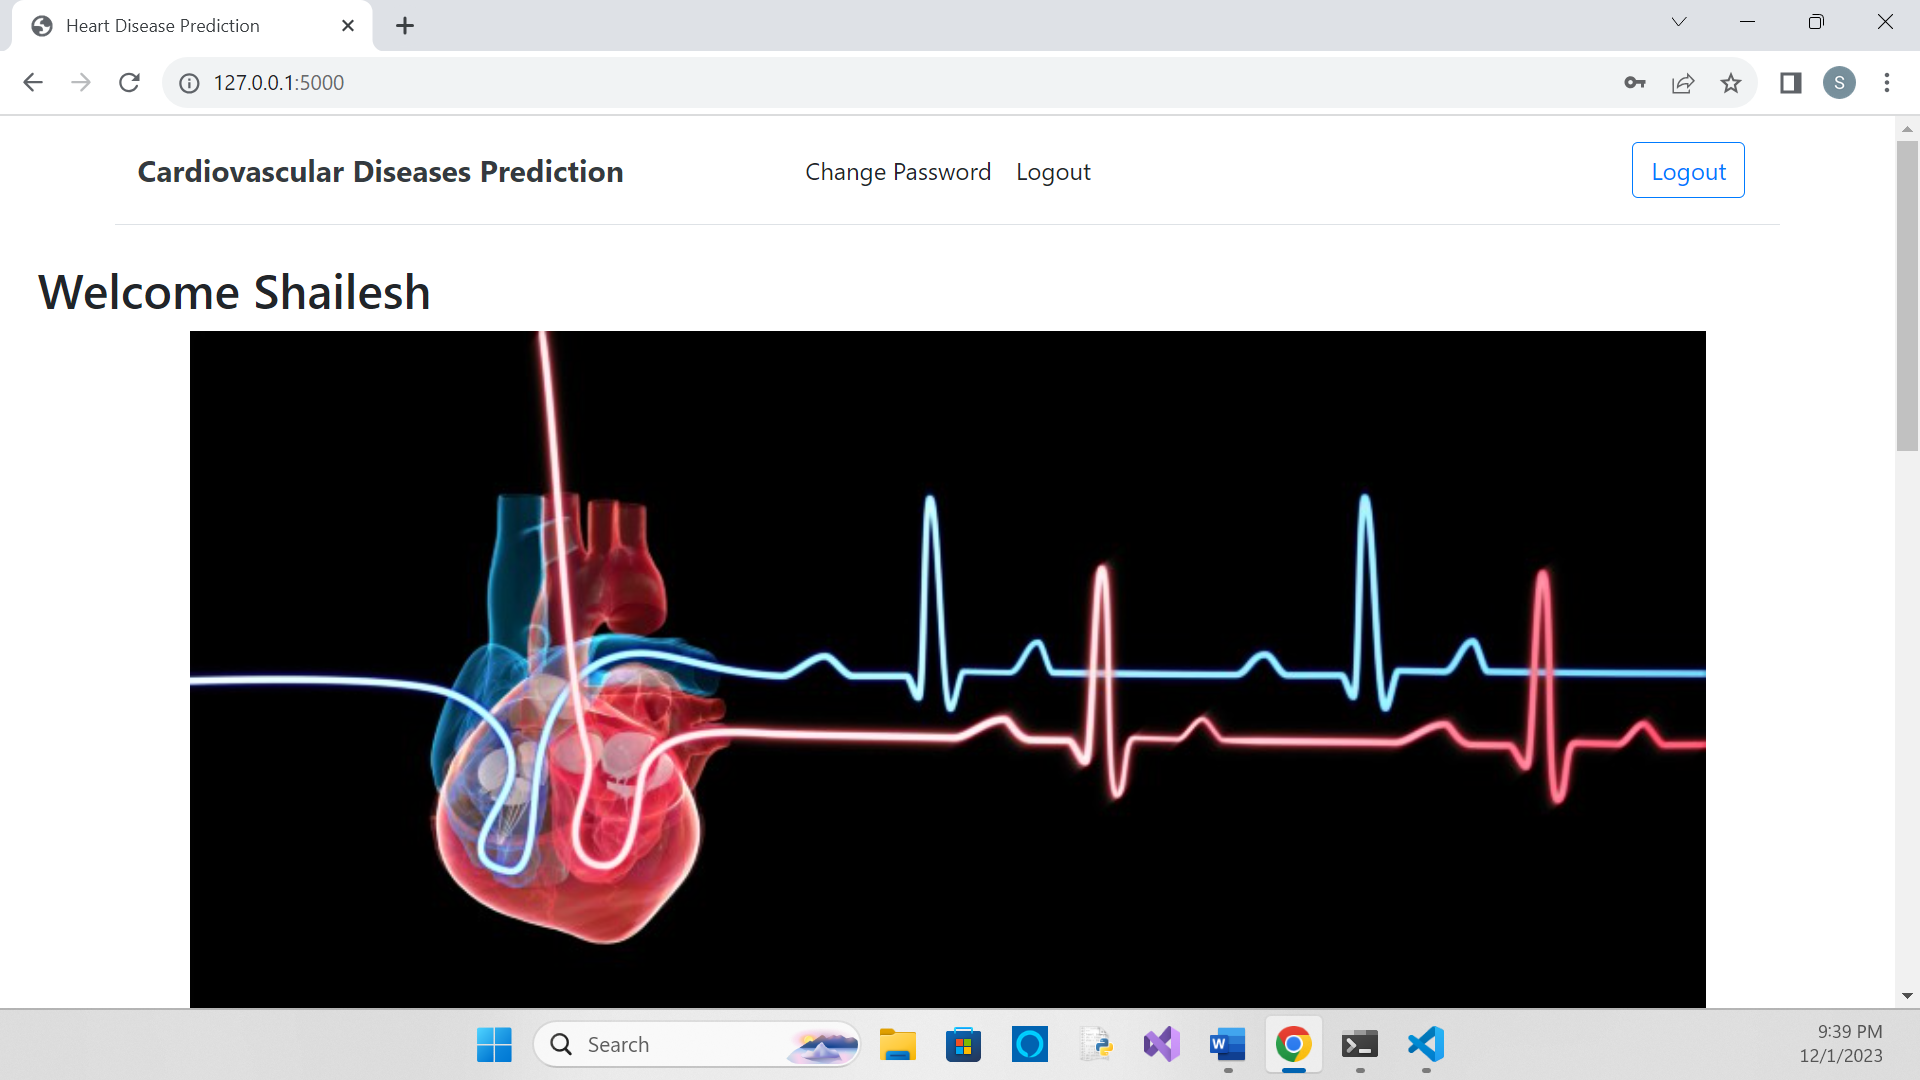 Heart Disease Prediction
127.0.0.1:5000
S
Cardiovascular Diseases Prediction
Change Password
Logout
Logout
Welcome Shailesh
Search
9:39 PM
12/1/2023